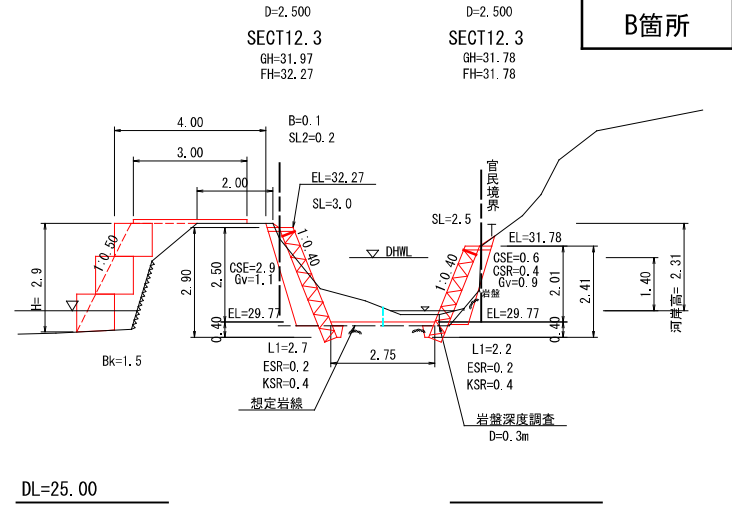 D=2.500
SECT12.3
GH=31.97
FH=32.27
D=2.500
SECT12.3
GH=31.78
FH=31.78
B箇所
4.00
3.00
2.00
B=0.1
SL2=0.2
EL=32.27
SL=3.0
1:0.50
H= 2.9
2.90
2.50
CSE=2.9
Gv=1.1
EL=29.77
0.40
1:0.40
DHWL
官民境界
SL=2.5
EL=31.78
1:0.40
CSE=0.6
CSR=0.4
Gv=0.9
岩盤
EL=29.77
2.01
0.40
2.41
1.40
河岸高= 2.31
Bk=1.5
L1=2.7
ESR=0.2
KSR=0.4
想定岩線
2.75
L1=2.2
ESR=0.2
KSR=0.4
岩盤深度調査
D=0.3m
DL=25.00